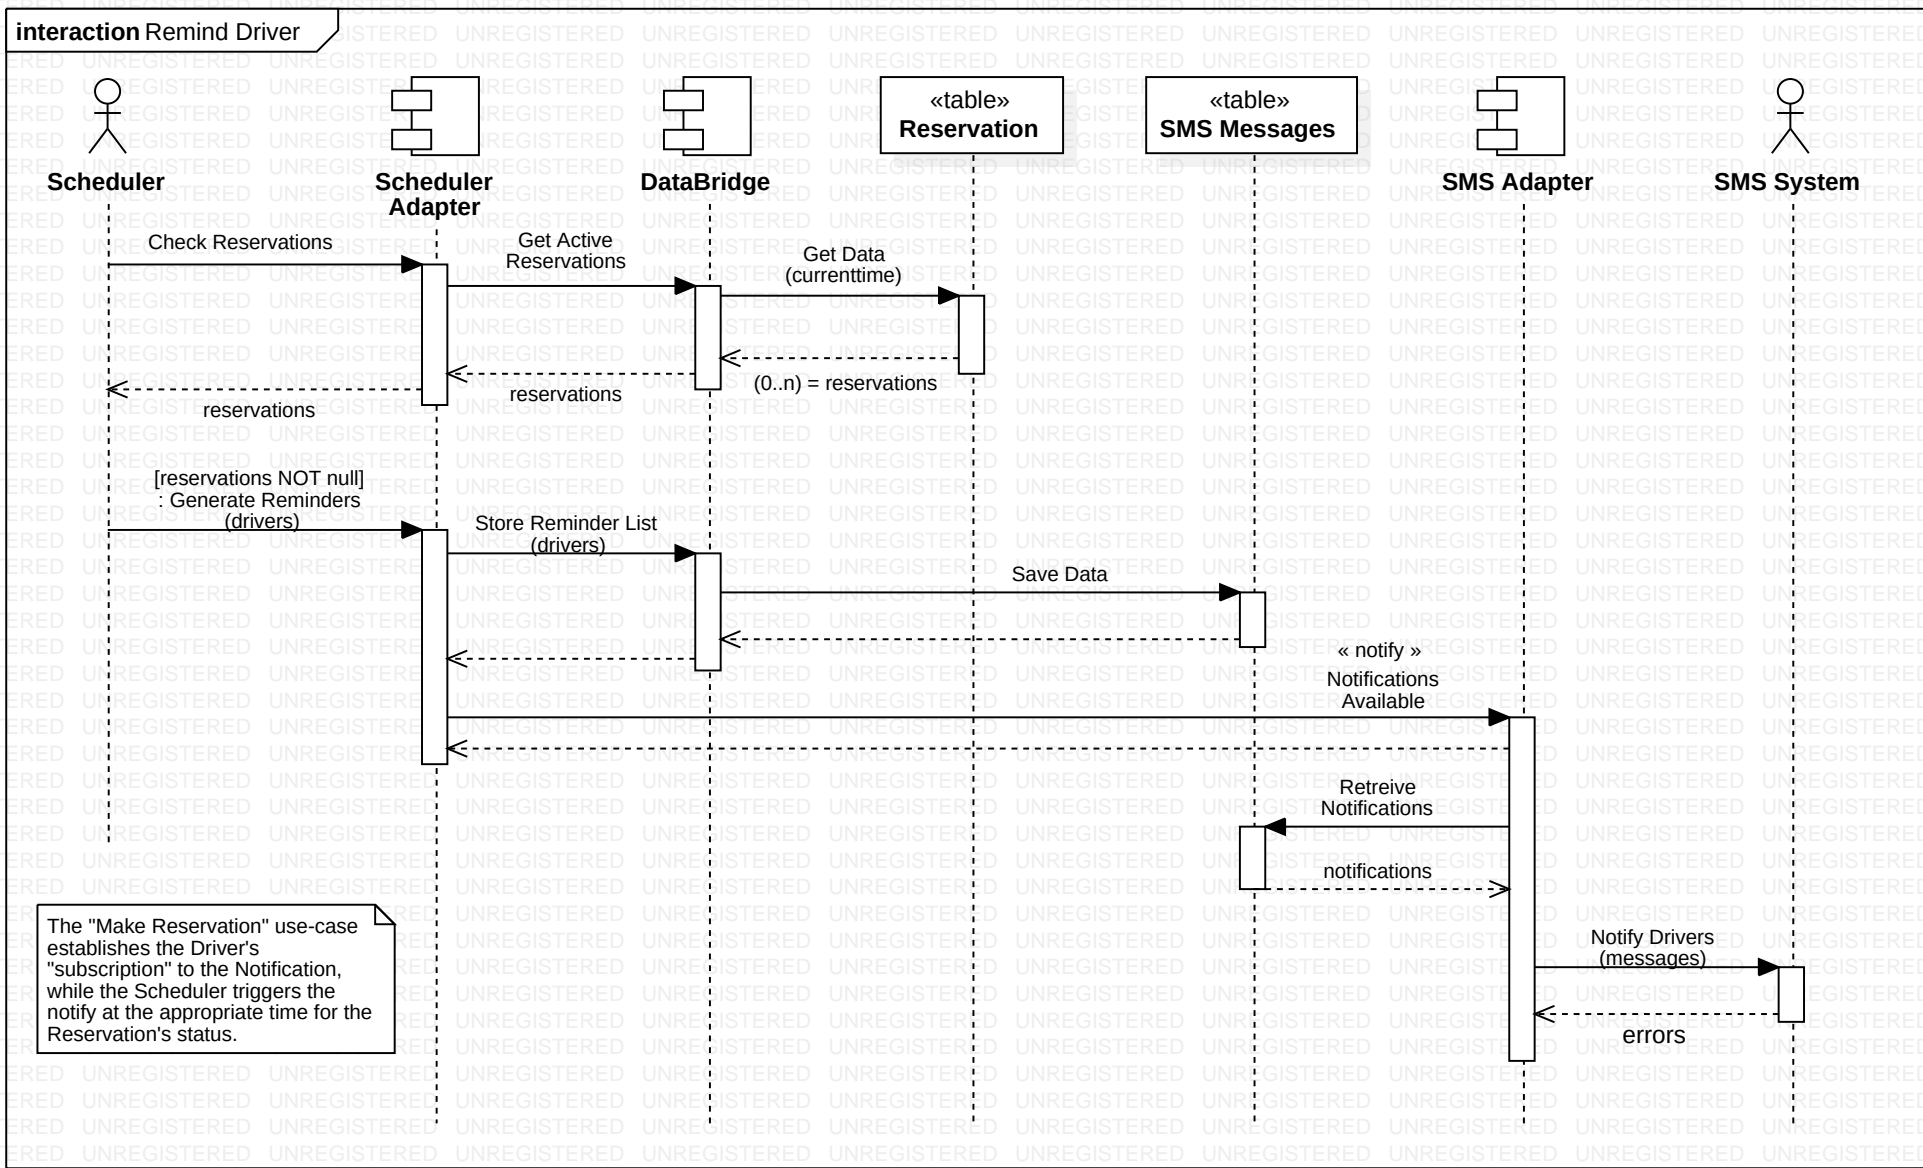 interaction Remind Driver
Scheduler
Scheduler
Adapter
DataBridge
«table»
Reservation
«table»
SMS Messages
SMS Adapter
SMS System
Check Reservations
Get Active
Reservations
Get Data
(currenttime)
(0..n) = reservations
reservations
reservations
[reservations NOT null]
: Generate Reminders
(drivers)
Store Reminder List
(drivers)
Save Data
« notify »
Notifications
Available
Retreive
Notifications
notifications
Notify Drivers
(messages)
errors
The "Make Reservation" use-case
establishes the Driver's
"subscription" to the Notification,
while the Scheduler triggers the
notify at the appropriate time for the
Reservation's status.
UNREGISTERED